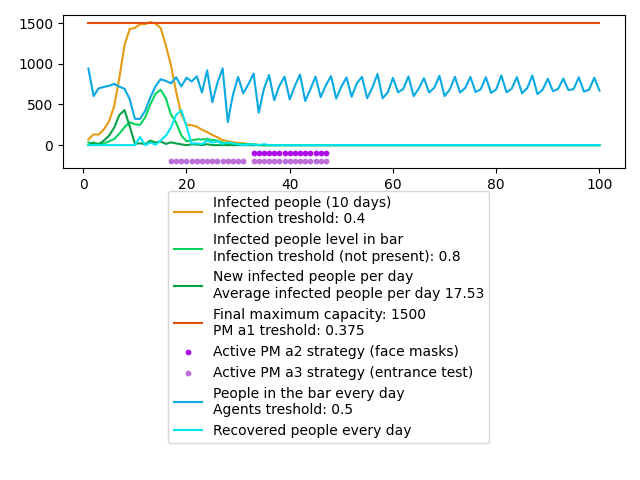 1500
1000
500
0
0
20
40
60
80
100
Infected people (10 days)
Infection treshold: 0.4
Infected people level in bar
Infection treshold (not present): 0.8
New infected people per day
Average infected people per day 17.53
Final maximum capacity: 1500
PM a1 treshold: 0.375
Active PM a2 strategy (face masks)
Active PM a3 strategy (entrance test)
People in the bar every day
Agents treshold: 0.5
Recovered people every day